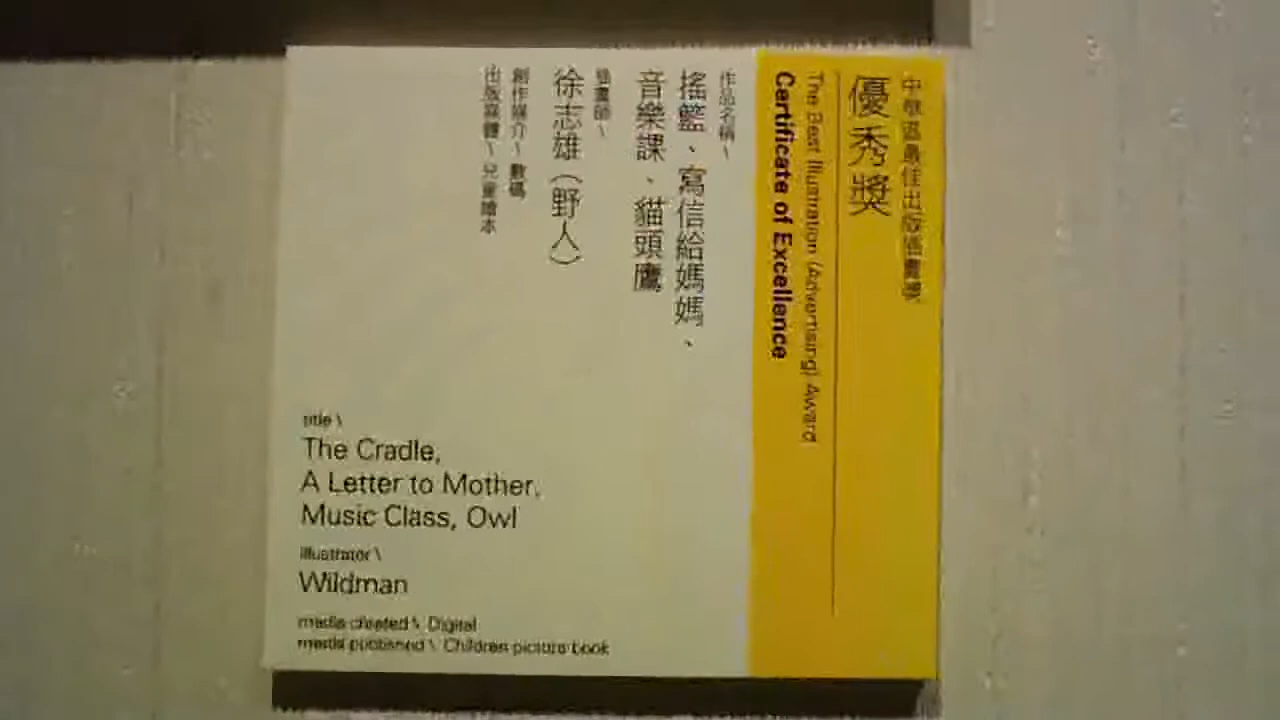 中華區最佳出版插畫獎
優秀獎
The Best Illustration (Advertising) Award
Certificate of Excellence
作品名稱\
搖籃、寫信給媽媽、
音樂課、貓頭鷹
插畫師\
徐志雄（野人）
創作媒介\數碼
出版媒體\兒童繪本
title \
The Cradle,
A Letter to Mother,
Music Class, Owl
illustrator \
Wildman
media created \ Digital
media published \ Children picture book